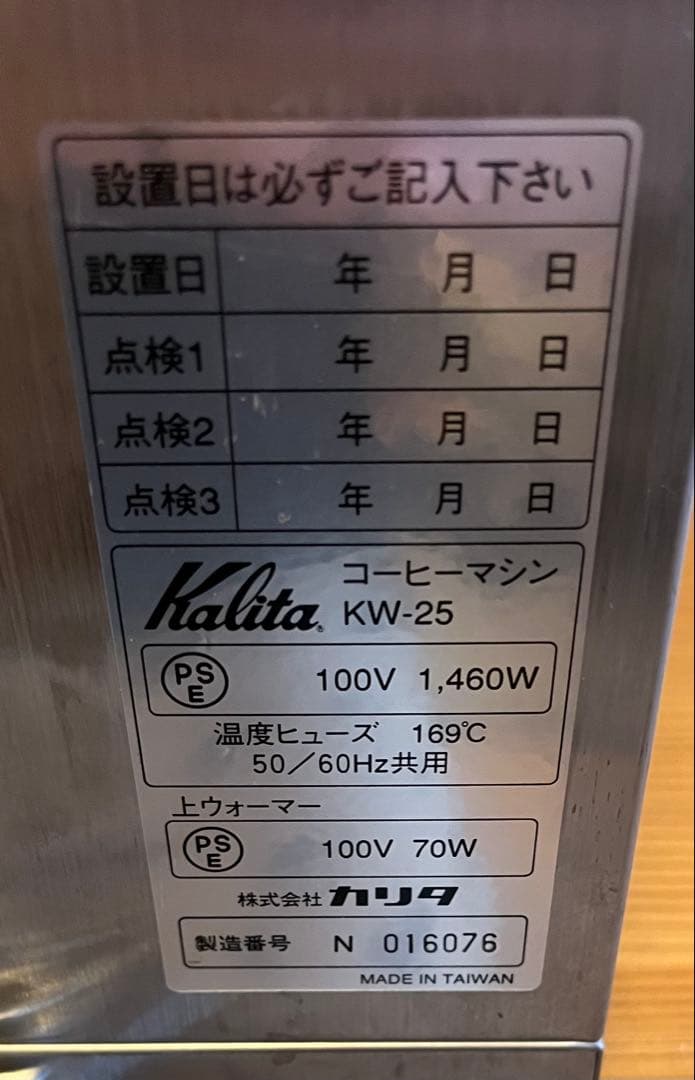 設置日は必ずご記入下さい
設置日 年 月 日
点検1 年 月 日
点検2 年 月 日
点検3 年 月 日
Kalita コーヒーマシン
KW-25
PSE 100V 1,460W
温度ヒューズ 169℃
50/60Hz共用
上ウォーマー
PSE 100V 70W
株式会社カリタ
製造番号 N 016076
MADE IN TAIWAN